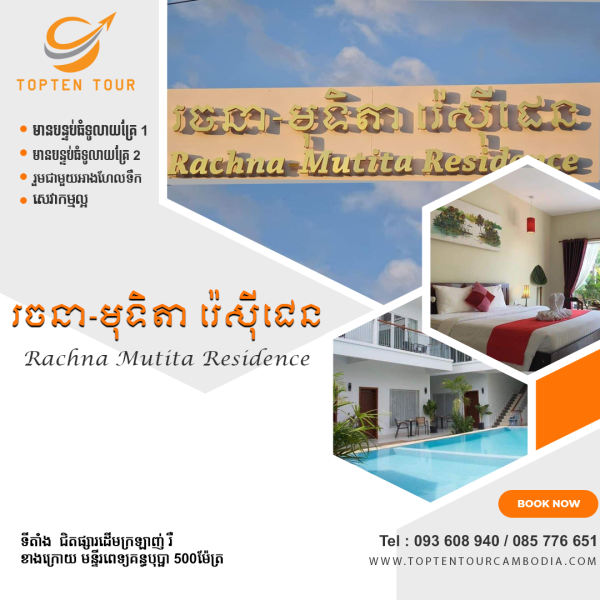 TOPTEN TOUR
មានបន្ទប់ធំទូលាយគ្រែ 1
មានបន្ទប់ធំទូលាយគ្រែ 2
រួមជាមួយអាងហែលទឹក
សេវាកម្មល្អ
រចនា-មុទិតា រ៉េស៊ីដេន
Rachna Mutita Residence
រចនា-មុទិតា រ៉េស៊ីដេន
Rachna Mutita Residence
BOOK NOW
ទីតាំង ជិតផ្សារដើមក្រឡាញ់ រឺ
ខាងក្រោយ មន្ទីរពេទ្យគន្ធបុប្ផា 500ម៉ែត្រ
Tel : 093 608 940 / 085 776 651
WWW.TOPTENTOURCAMBODIA.COM